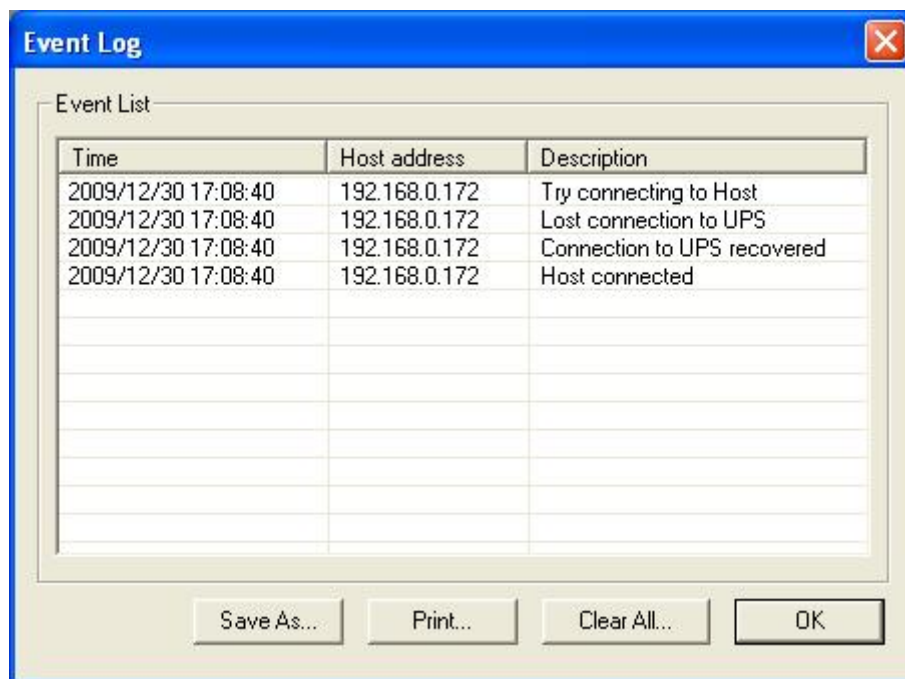 Event Log
Event List
Time Host address Description
2009/12/30 17:08:40 192.168.0.172 Try connecting to Host
2009/12/30 17:08:40 192.168.0.172 Lost connection to UPS
2009/12/30 17:08:40 192.168.0.172 Connection to UPS recovered
2009/12/30 17:08:40 192.168.0.172 Host connected
Save As... Print... Clear All... OK